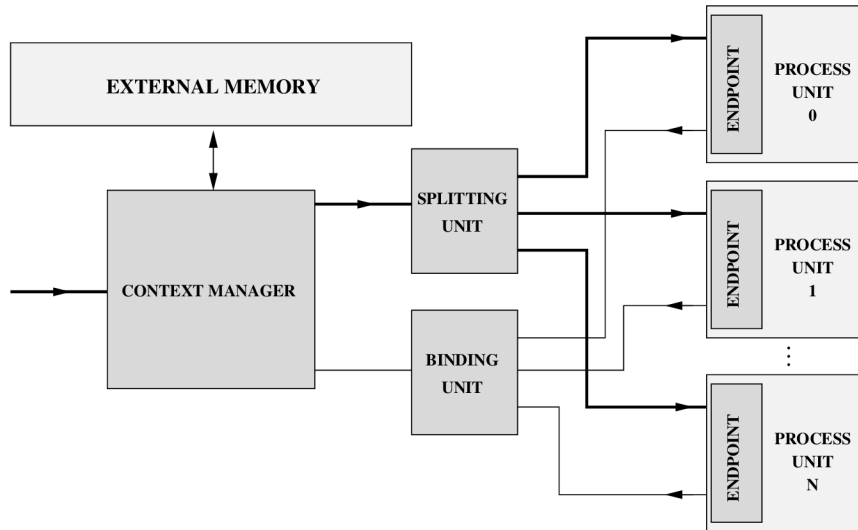 EXTERNAL MEMORY
CONTEXT MANAGER
SPLITTING
UNIT
BINDING
UNIT
ENDPOINT
PROCESS
UNIT
0
ENDPOINT
PROCESS
UNIT
1
ENDPOINT
PROCESS
UNIT
N